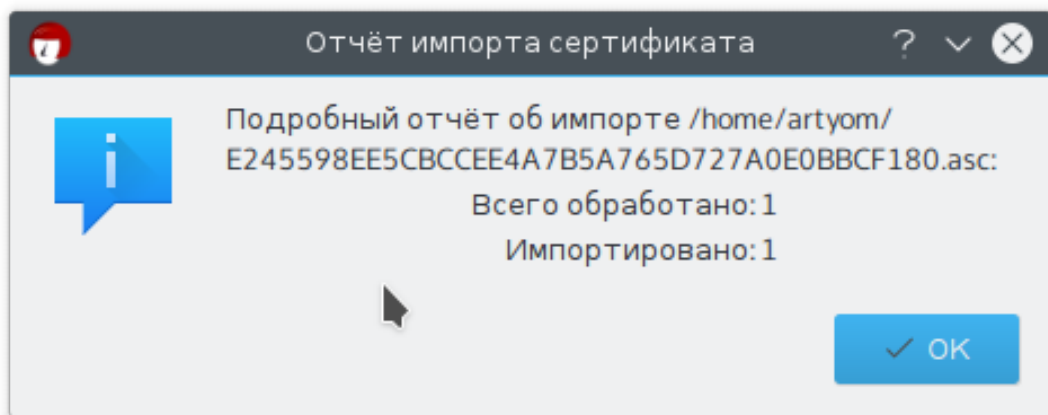 Отчёт импорта сертификата
Подробный отчёт об импорте /home/artyom/
E245598EE5CBCCEE4A7B5A765D727A0E0BBCF180.asc:
Всего обработано: 1
Импортировано: 1
OK